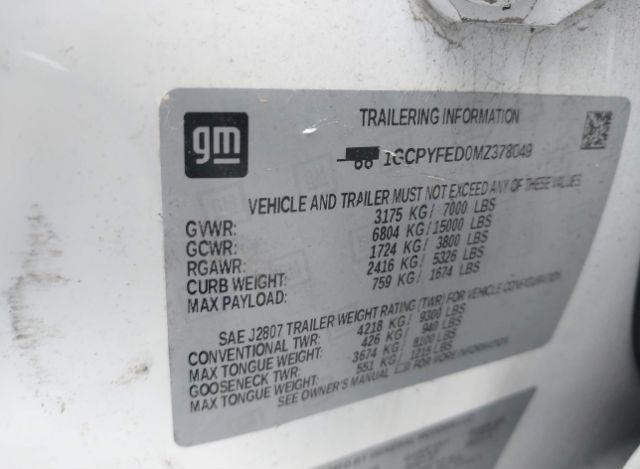 gm
TRAILERING INFORMATION
1GCPYFED0MZ378049
VEHICLE AND TRAILER MUST NOT EXCEED ANY OF THESE VALUES
GVWR: 3175 KG/ 7000 LBS
GCWR: 6804 KG/15000 LBS
RGAWR: 1724 KG/ 3800 LBS
CURB WEIGHT: 2416 KG/ 5326 LBS
MAX PAYLOAD: 759 KG/ 1674 LBS
SAE J2807 TRAILER WEIGHT RATING (TWR) FOR VEHICLE CONFIGURATION
CONVENTIONAL TWR: 4218 KG/ 9300 LBS
MAX TONGUE WEIGHT: 426 KG/ 940 LBS
GOOSENECK TWR: 3674 KG/ 8100 LBS
MAX TONGUE WEIGHT: 551 KG/ 1215 LBS
SEE OWNER'S MANUAL FOR MORE INFORMATION